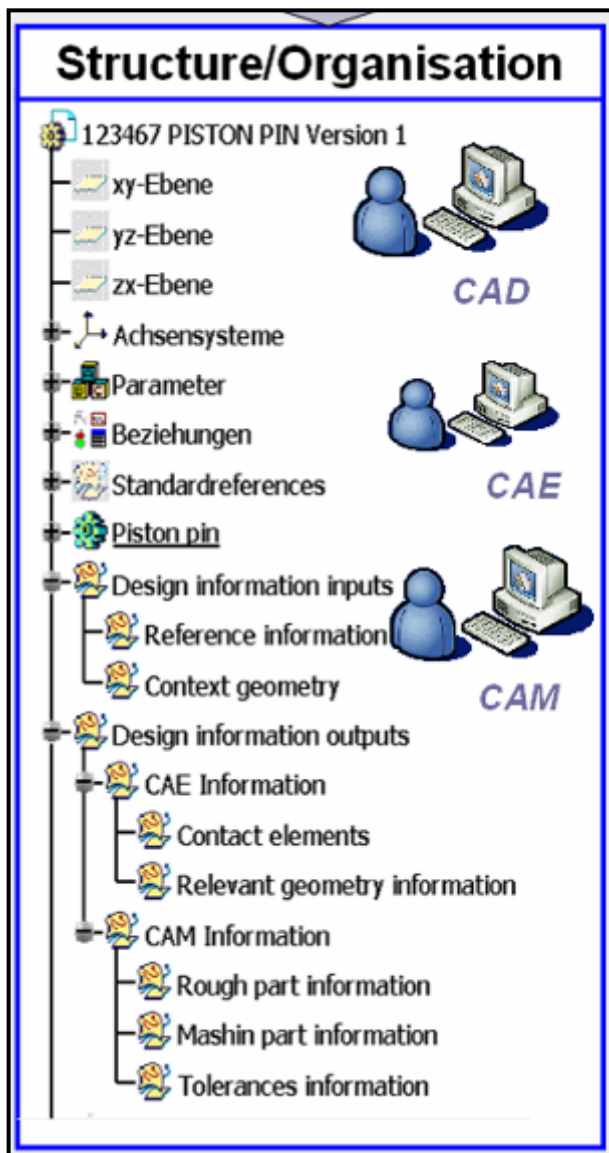 Structure/Organisation
123467 PISTON PIN Version 1
xy-Ebene
yz-Ebene
zx-Ebene
Achsensysteme
Parameter
Beziehungen
Standardreferences
Piston pin
Design information inputs
Reference information
Context geometry
Design information outputs
CAE Information
Contact elements
Relevant geometry information
CAM Information
Rough part information
Mashin part information
Tolerances information
CAD
CAE
CAM